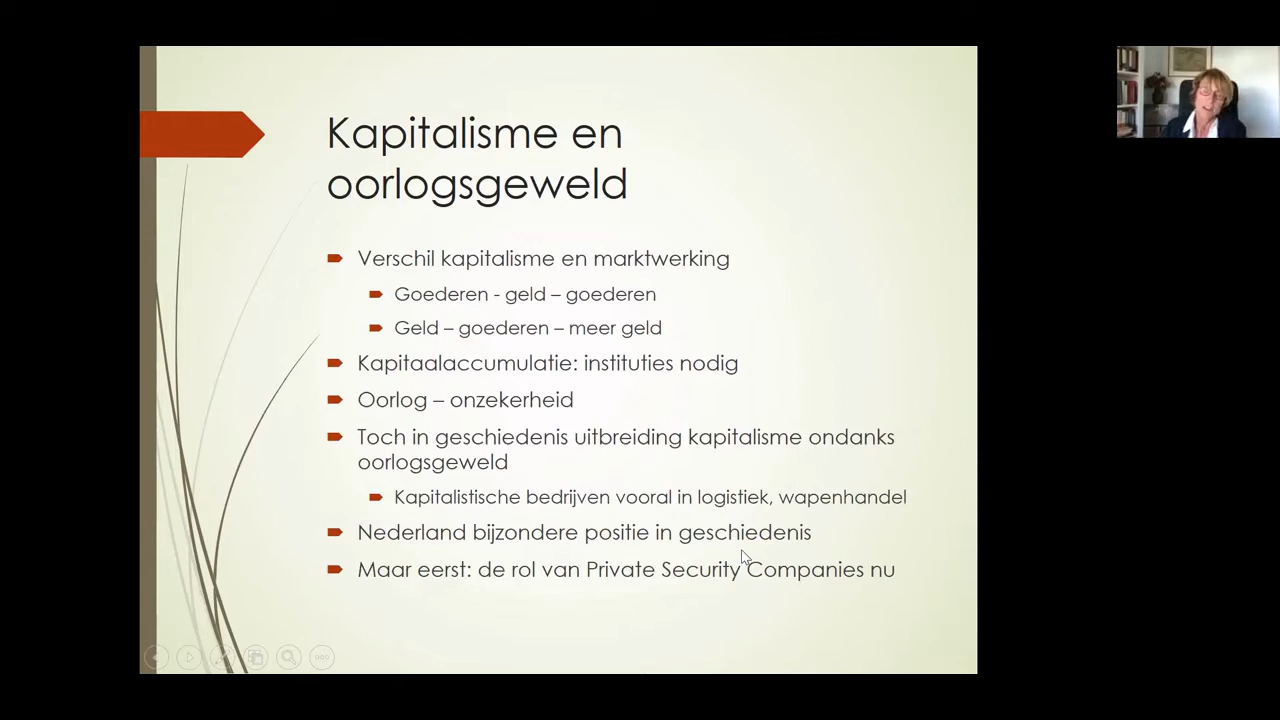 Kapitalisme en
oorlogsgeweld
Verschil kapitalisme en marktwerking
Goederen - geld – goederen
Geld – goederen – meer geld
Kapitaalaccumulatie: instituties nodig
Oorlog – onzekerheid
Toch in geschiedenis uitbreiding kapitalisme ondanks
oorlogsgeweld
Kapitalistische bedrijven vooral in logistiek, wapenhandel
Nederland bijzondere positie in geschiedenis
Maar eerst: de rol van Private Security Companies nu